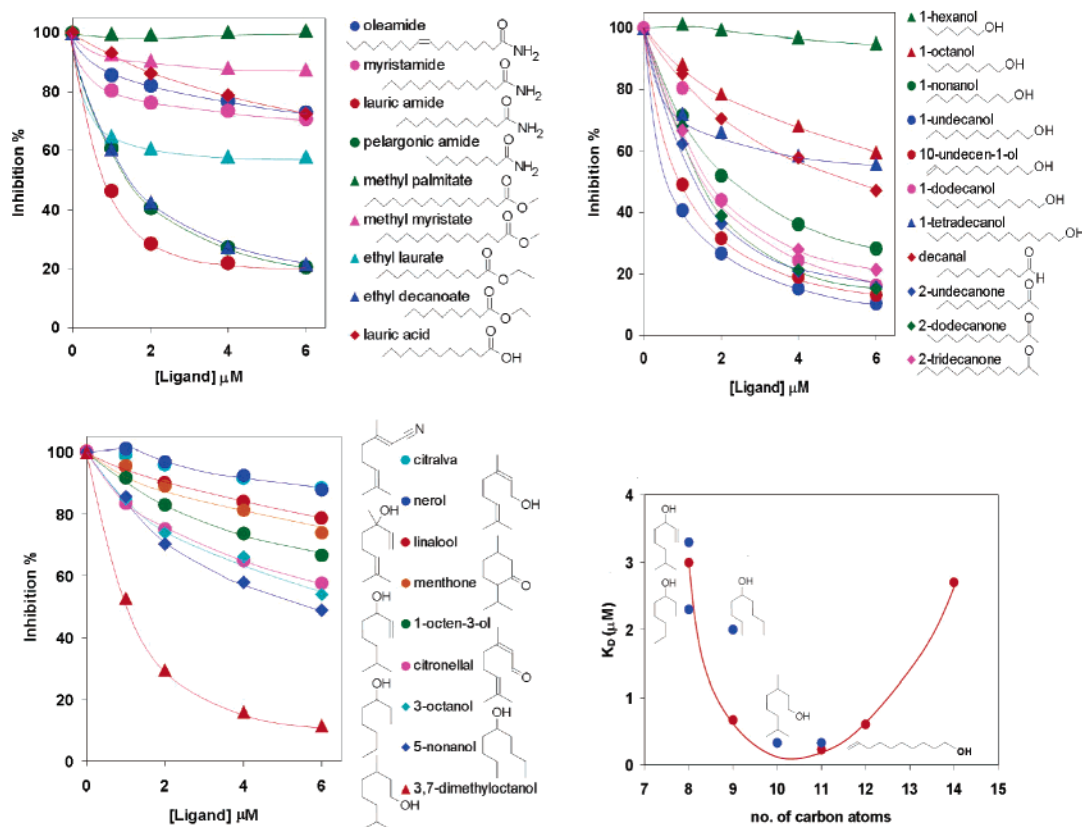 100
80
60
40
20
0
Inhibition %
0 2 4 6
[Ligand] μM
oleamide
O
NH2
myristamide
O
NH2
lauric amide
O
NH2
pelargonic amide
O
NH2
methyl palmitate
O
O
methyl myristate
O
O
ethyl laurate
O
O
ethyl decanoate
O
O
lauric acid
O
OH
100
80
60
40
20
0
Inhibition %
0 2 4 6
[Ligand] μM
1-hexanol
OH
1-octanol
OH
1-nonanol
OH
1-undecanol
OH
10-undecen-1-ol
OH
1-dodecanol
OH
1-tetradecanol
OH
decanal
O
H
2-undecanone
O
2-dodecanone
O
2-tridecanone
O
100
80
60
40
20
0
Inhibition %
0 2 4 6
[Ligand] μM
N
citralva
nerol
OH
OH
linalool
menthone
O
OH
1-octen-3-ol
citronellal
O
OH
3-octanol
OH
5-nonanol
OH
3,7-dimethyloctanol
4
3
2
1
0
KD (μM)
OH
OH
OH
OH
OH
7 8 9 10 11 12 13 14 15
no. of carbon atoms